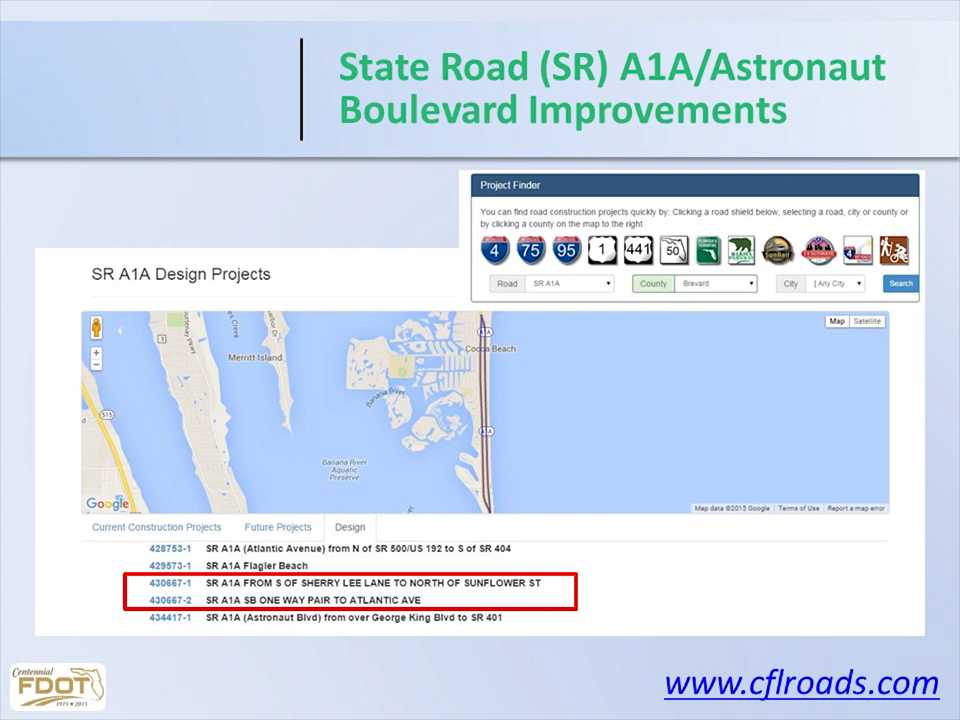 State Road (SR) A1A/Astronaut
Boulevard Improvements
Project Finder
You can find road construction projects quickly by: Clicking a road shield below, selecting a road, city or county or
by clicking a county on the map to the right
4 75 95 1 441 50
Road SR A1A County Brevard City [ Any City Search
SR A1A Design Projects
Map Satellite
3
Merritt Island
A1A
Cocoa Beach
Banana River
515
A1A
Banana River
Aquatic
Preserve
Google
Map data ©2015 Google Terms of Use Report a map error
Current Construction Projects Future Projects Design
428753-1 SR A1A (Atlantic Avenue) from N of SR 500/US 192 to S of SR 404
429573-1 SR A1A Flagler Beach
430667-1 SR A1A FROM S OF SHERRY LEE LANE TO NORTH OF SUNFLOWER ST
430667-2 SR A1A SB ONE WAY PAIR TO ATLANTIC AVE
434417-1 SR A1A (Astronaut Blvd) from over George King Blvd to SR 401
Centennial
FDOT
1915★2015
www.cflroads.com